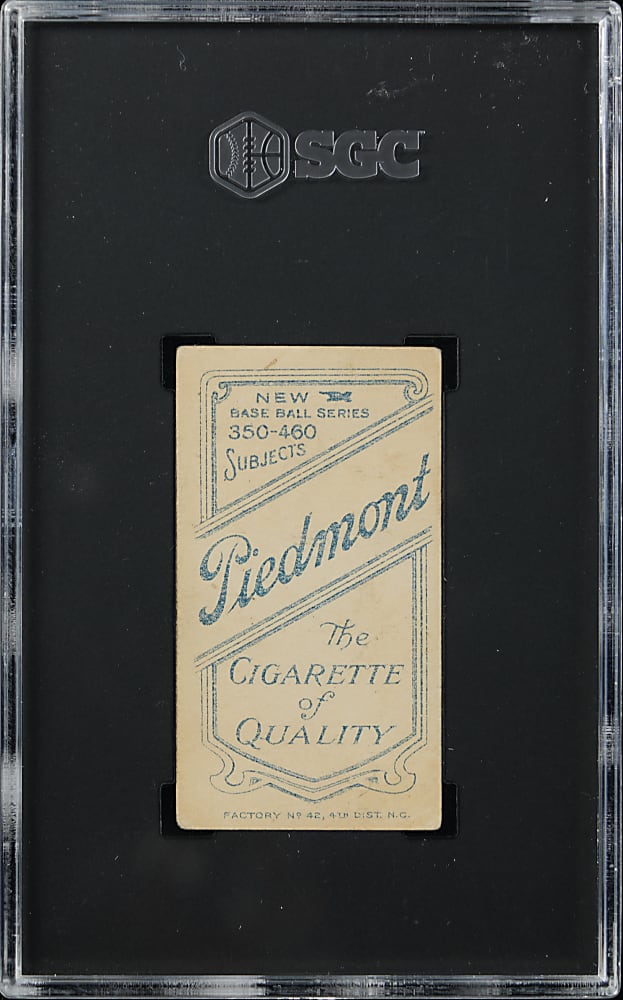 SGC
NEW
BASE BALL SERIES
350-460
SUBJECTS
Piedmont
The
CIGARETTE
of
QUALITY
FACTORY Nº 42, 4TH DIST. N.C.